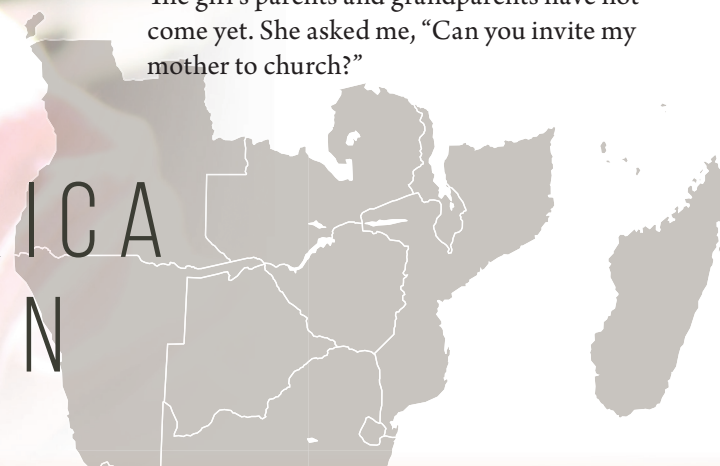 The girl's parents and grandparents have not
come yet. She asked me, “Can you invite my
mother to church?”
ICA
N